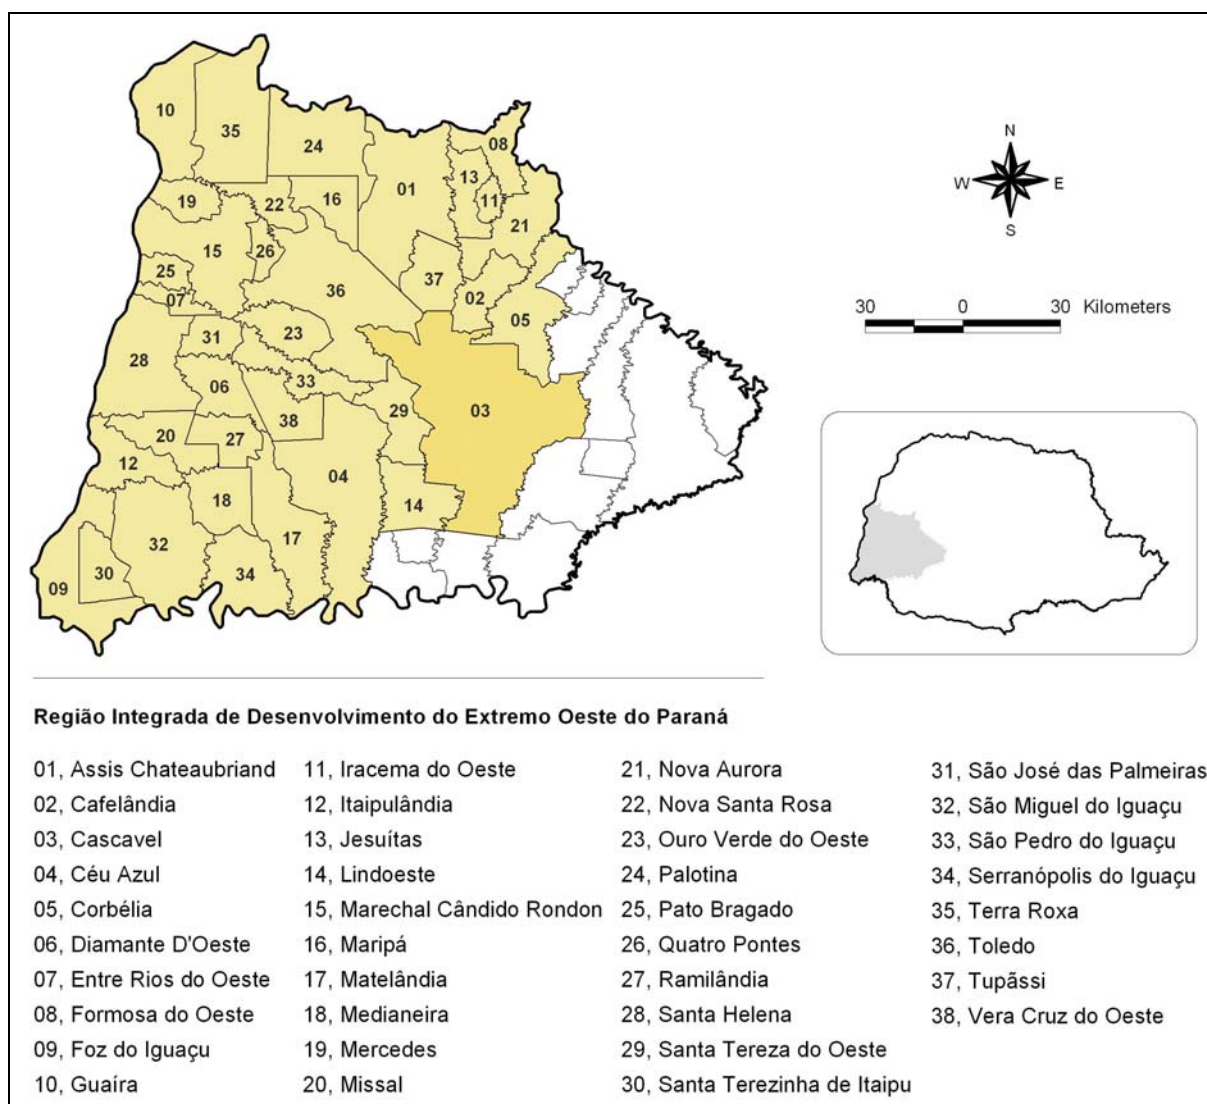 10
35
24
08
13
01
11
19
22
16
21
15
26
25
36
37
02
07
05
31
23
28
06
33
38
29
03
20
27
12
04
18
14
32
17
30
34
09
N
W E
S
30 0 30 Kilometers
Região Integrada de Desenvolvimento do Extremo Oeste do Paraná
01, Assis Chateaubriand
02, Cafelândia
03, Cascavel
04, Céu Azul
05, Corbélia
06, Diamante D'Oeste
07, Entre Rios do Oeste
08, Formosa do Oeste
09, Foz do Iguaçu
10, Guaíra
11, Iracema do Oeste
12, Itaipulândia
13, Jesuítas
14, Lindoeste
15, Marechal Cândido Rondon
16, Maripá
17, Matelândia
18, Medianeira
19, Mercedes
20, Missal
21, Nova Aurora
22, Nova Santa Rosa
23, Ouro Verde do Oeste
24, Palotina
25, Pato Bragado
26, Quatro Pontes
27, Ramilândia
28, Santa Helena
29, Santa Tereza do Oeste
30, Santa Terezinha de Itaipu
31, São José das Palmeiras
32, São Miguel do Iguaçu
33, São Pedro do Iguaçu
34, Serranópolis do Iguaçu
35, Terra Roxa
36, Toledo
37, Tupãssi
38, Vera Cruz do Oeste